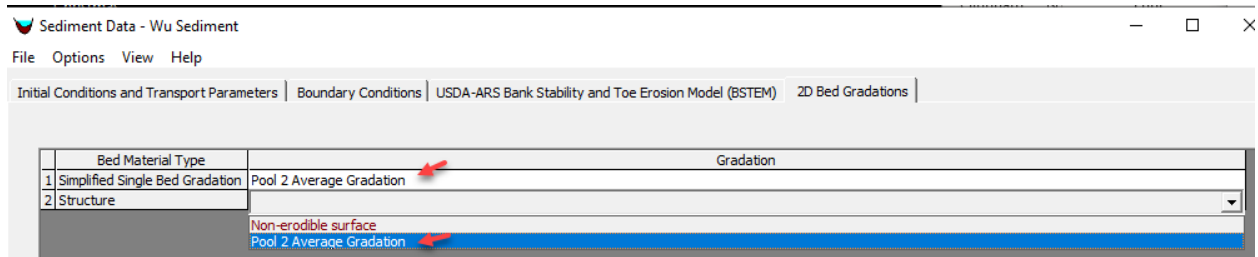 Sediment Data - Wu Sediment
File Options View Help
Initial Conditions and Transport Parameters Boundary Conditions USDA-ARS Bank Stability and Toe Erosion Model (BSTEM) 2D Bed Gradations
Bed Material Type Gradation
1 Simplified Single Bed Gradation Pool 2 Average Gradation
2 Structure
Non-erodible surface
Pool 2 Average Gradation